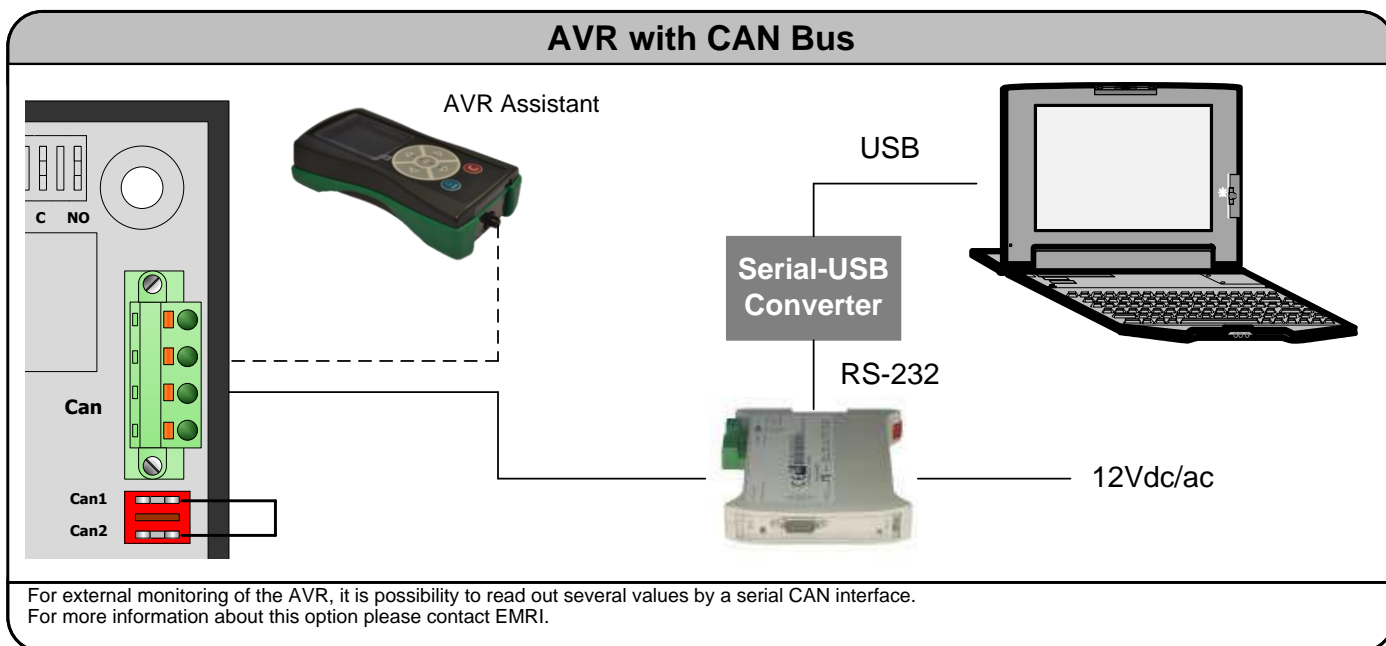 AVR with CAN Bus
AVR Assistant
USB
C NO
Serial-USB
Converter
RS-232
Can
12Vdc/ac
Can1
Can2
For external monitoring of the AVR, it is possibility to read out several values by a serial CAN interface.
For more information about this option please contact EMRI.